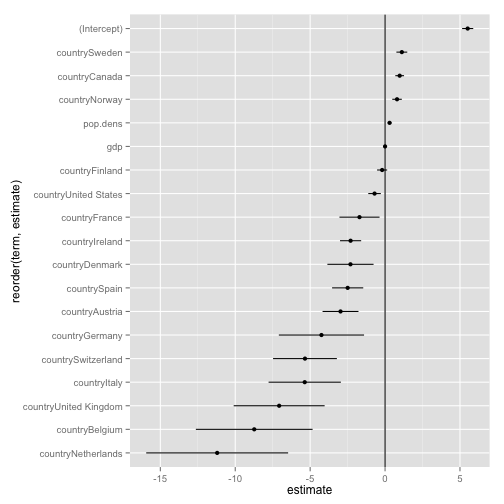 (Intercept)
countrySweden
countryCanada
countryNorway
pop.dens
gdp
countryFinland
countryUnited States
countryFrance
countryIreland
countryDenmark
countrySpain
countryAustria
countryGermany
countrySwitzerland
countryItaly
countryUnited Kingdom
countryBelgium
countryNetherlands
reorder(term, estimate)
-15 -10 -5 0 5
estimate